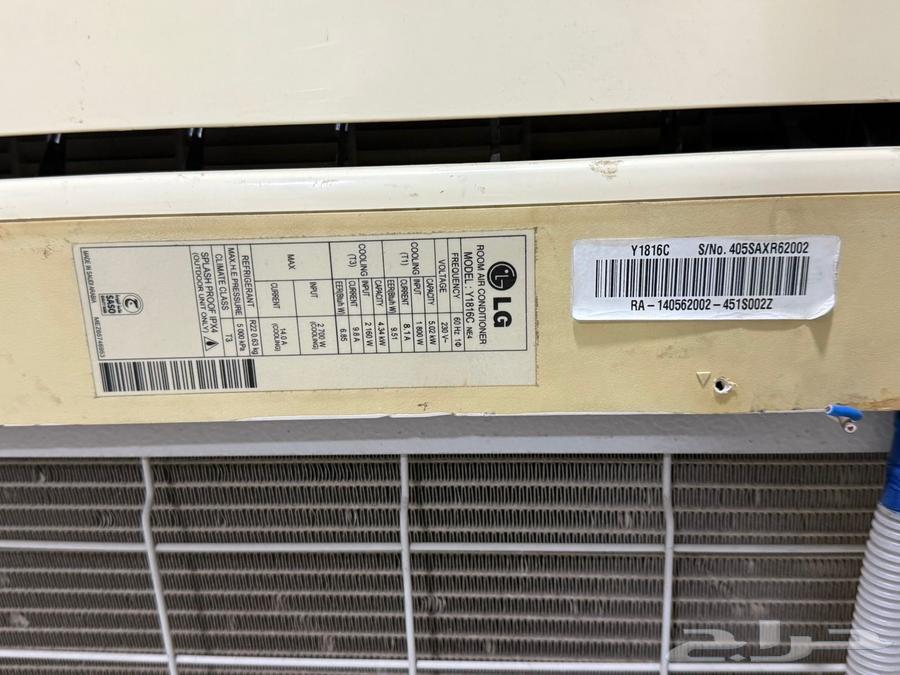 LG
ROOM AIR CONDITIONER
MODEL: Y1816C NE4
FREQUENCY 60 Hz 1Φ
VOLTAGE 230 V~
COOLING (T1) CAPACITY 5.02 kW
INPUT 1 800 W
CURRENT 8.1 A
EER(Btu/h W) 9.51
COOLING (T3) CAPACITY 4.34 kW
INPUT 2 160 W
CURRENT 9.8 A
EER(Btu/h W) 6.85
MAX. INPUT 2 700 W (COOLING)
CURRENT 14.0 A (COOLING)
REFRIGERANT R22 0.63 kg
MAX. H.E. PRESSURE 5 000 kPa
CLIMATE CLASS T3
SPLASH PROOF IPX4
(OUTDOOR UNIT ONLY)
SASO
MADE IN SAUDI ARABIA
Y1816C S/No. 405SAXR62002
RA-140562002-451S002Z
حراج